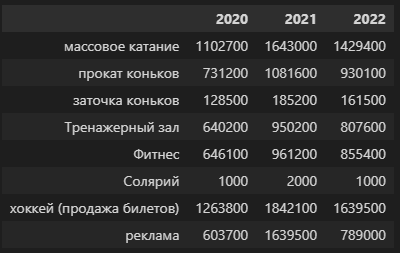 2020 2021 2022
массовое катание 1102700 1643000 1429400
прокат коньков 731200 1081600 930100
заточка коньков 128500 185200 161500
Тренажерный зал 640200 950200 807600
Фитнес 646100 961200 855400
Солярий 1000 2000 1000
хоккей (продажа билетов) 1263800 1842100 1639500
реклама 603700 1639500 789000